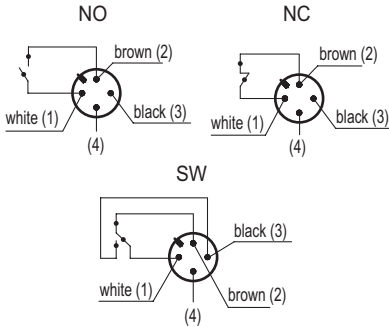 NO
brown (2)
white (1)
black (3)
(4)
NC
brown (2)
white (1)
black (3)
(4)
SW
black (3)
white (1)
brown (2)
(4)